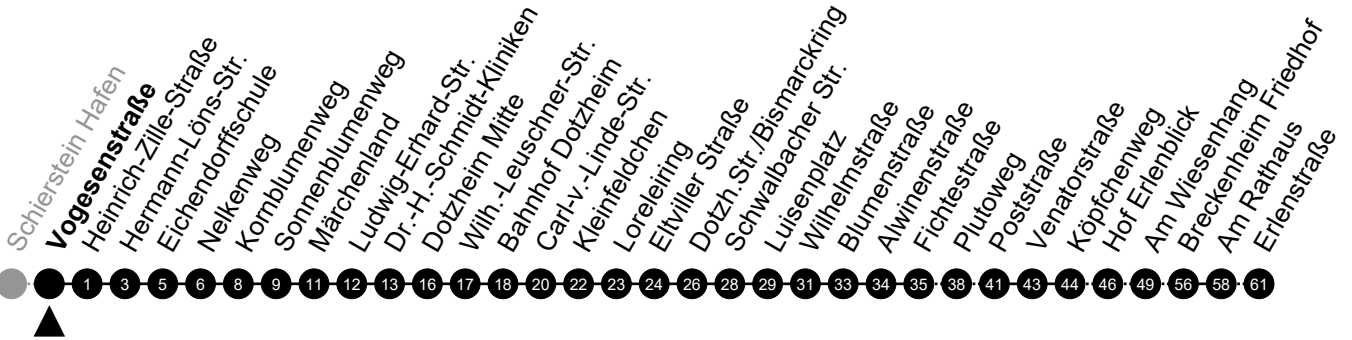 Schierstein Hafen
Vogesenstraße
Heinrich-Zille-Straße
Hermann-Löns-Str.
Eichendorffschule
Nelkenweg
Kornblumenweg
Sonnenblumenweg
Märchenland
Ludwig-Erhard-Str.
Dr.-H.-Schmidt-Kliniken
Dotzheim Mitte
Wilh.-Leuschner-Str.
Bahnhof Dotzheim
Carl-v.-Linde-Str.
Kleinfeldchen
Loreleiring
Eltviller Straße
Dotzh.Str./Bismarckring
Schwalbacher Str.
Luisenplatz
Wilhelmstraße
Blumenstraße
Alwinenstraße
Fichtestraße
Plutoweg
Poststraße
Venatorstraße
Köpfchenweg
Hof Erlenblick
Am Wiesenhang
Breckenheim Friedhof
Am Rathaus
Erlenstraße
1 3 5 6 8 9 11 12 13 16 17 18 20 22 23 24 26 28 29 31 33 34 35 38 41 43 44 46 49 56 58 61